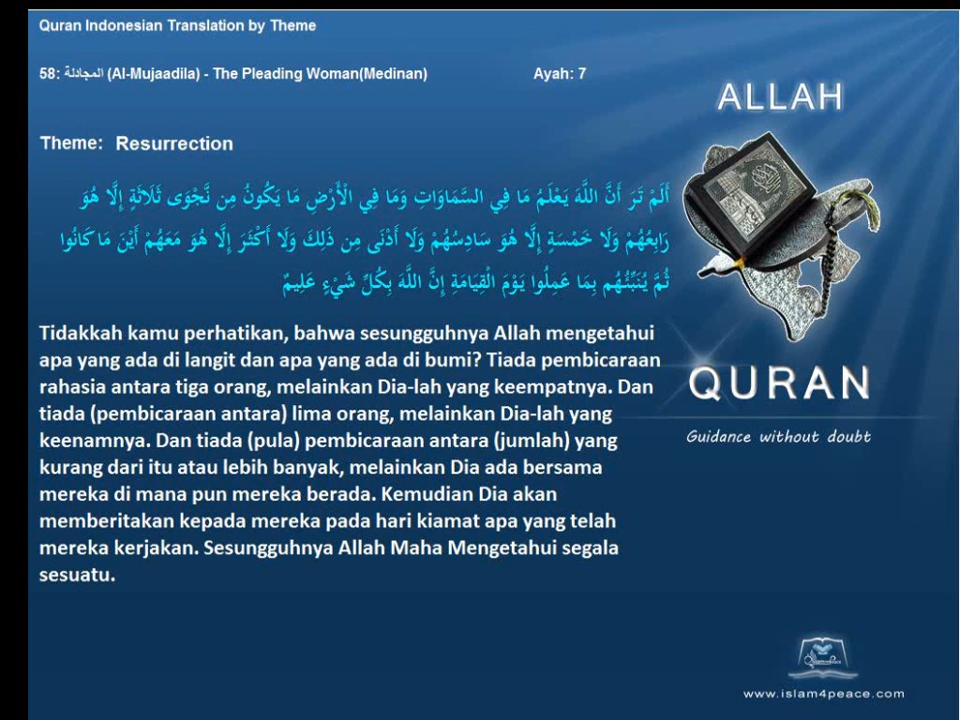 Quran Indonesian Translation by Theme
58: المجادلة (Al-Mujaadila) - The Pleading Woman(Medinan) Ayah: 7
ALLAH
Theme: Resurrection
أَلَمْ تَرَ أَنَّ اللَّهَ يَعْلَمُ مَا فِي السَّمَاوَاتِ وَمَا فِي الْأَرْضِ مَا يَكُونُ مِن نَّجْوَى ثَلَاثَةٍ إِلَّا هُوَ
رَابِعُهُمْ وَلَا خَمْسَةٍ إِلَّا هُوَ سَادِسُهُمْ وَلَا أَدْنَى مِن ذَلِكَ وَلَا أَكْثَرَ إِلَّا هُوَ مَعَهُمْ أَيْنَ مَا كَانُوا
ثُمَّ يُنَبِّئُهُم بِمَا عَمِلُوا يَوْمَ الْقِيَامَةِ إِنَّ اللَّهَ بِكُلِّ شَيْءٍ عَلِيمٌ
Tidakkah kamu perhatikan, bahwa sesungguhnya Allah mengetahui
apa yang ada di langit dan apa yang ada di bumi? Tiada pembicaraan
rahasia antara tiga orang, melainkan Dia-lah yang keempatnya. Dan
tiada (pembicaraan antara) lima orang, melainkan Dia-lah yang
keenamnya. Dan tiada (pula) pembicaraan antara (jumlah) yang
kurang dari itu atau lebih banyak, melainkan Dia ada bersama
mereka di mana pun mereka berada. Kemudian Dia akan
memberitakan kepada mereka pada hari kiamat apa yang telah
mereka kerjakan. Sesungguhnya Allah Maha Mengetahui segala
sesuatu.
QURAN
Guidance without doubt
www.islam4peace.com